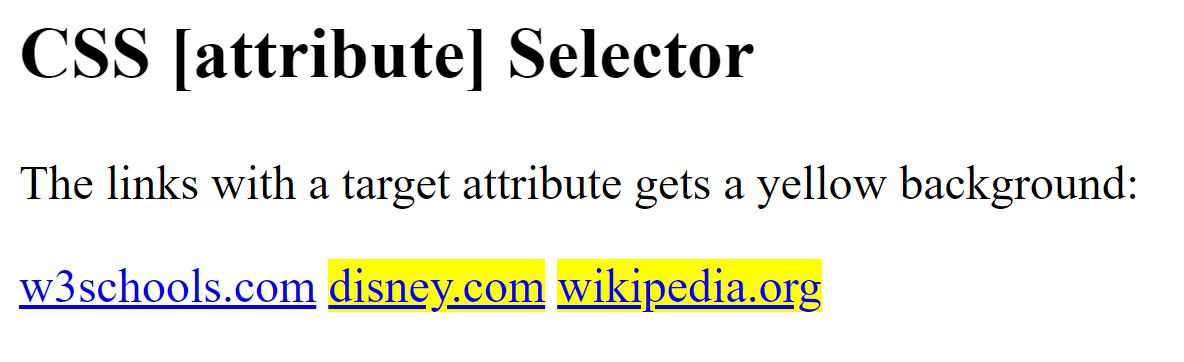 CSS [attribute] Selector
The links with a target attribute gets a yellow background:
w3schools.com disney.com wikipedia.org